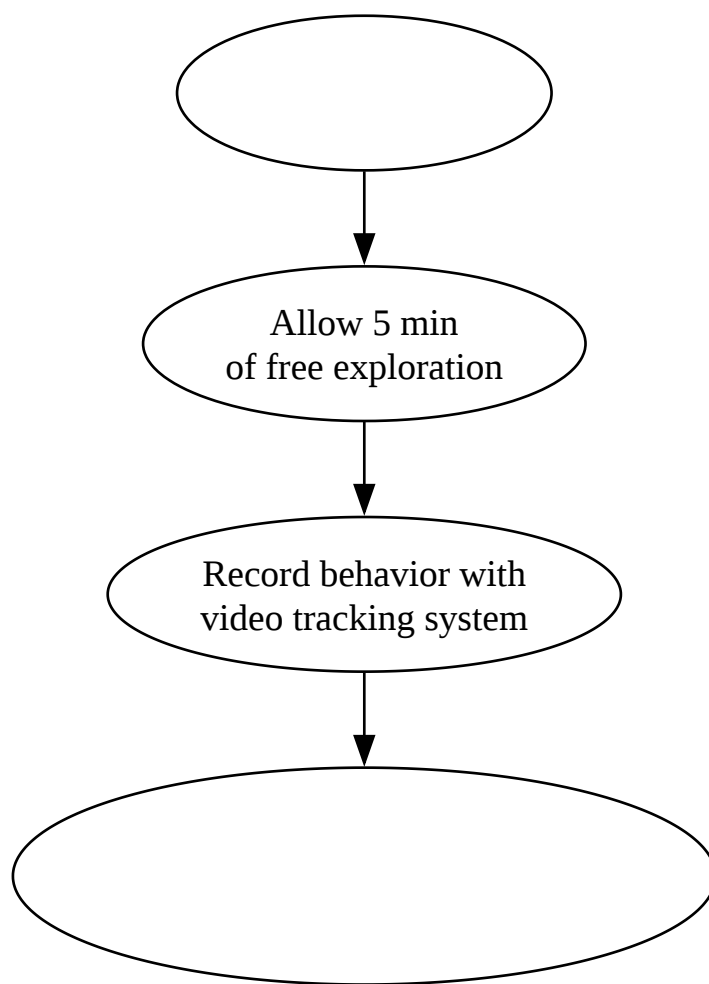 Allow 5 min
of free exploration
Record behavior with
video tracking system